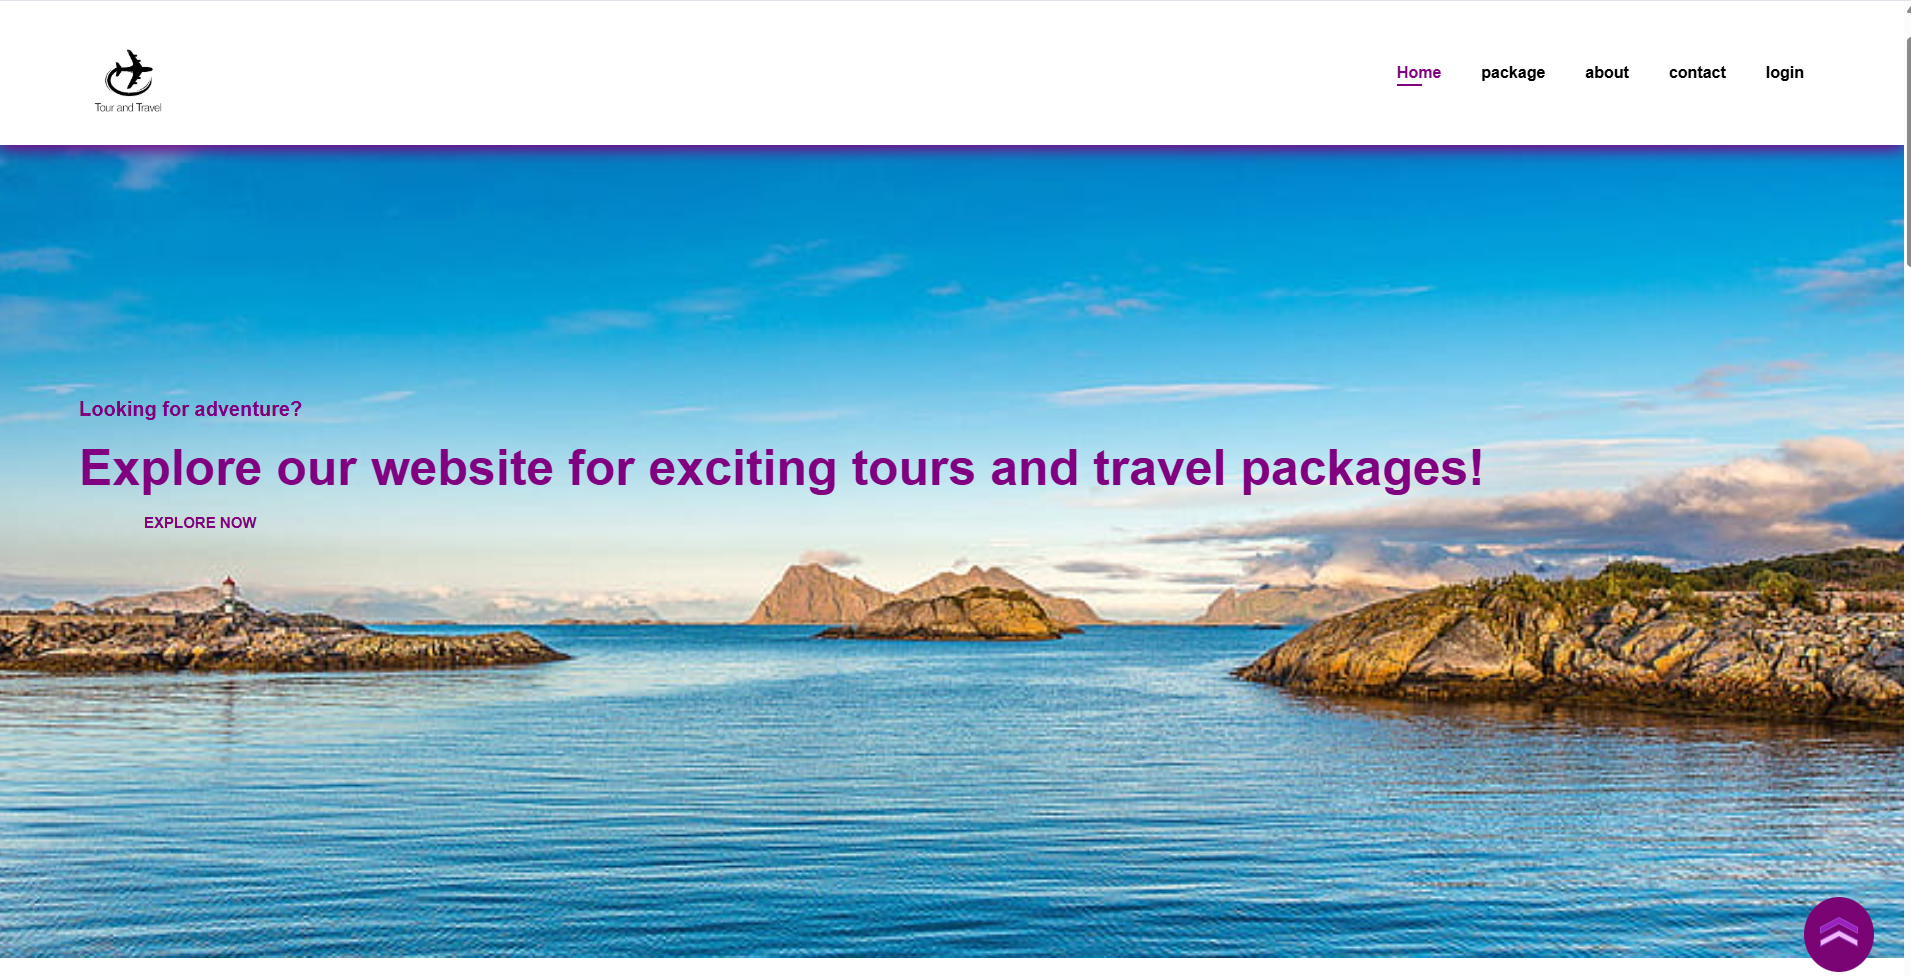 Tour and Travel
Home package about contact login
Looking for adventure?
Explore our website for exciting tours and travel packages!
EXPLORE NOW